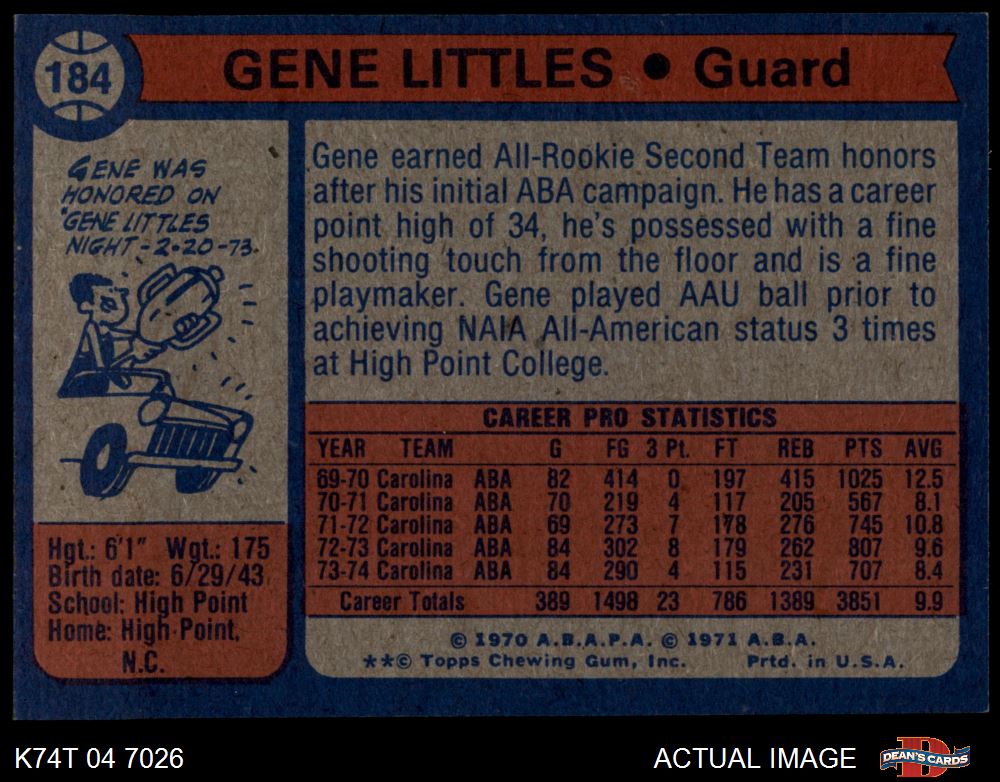 184
GENE LITTLES • Guard
GENE WAS
HONORED ON
"GENE LITTLES
NIGHT - 2-20-73.
Gene earned All-Rookie Second Team honors
after his initial ABA campaign. He has a career
point high of 34, he's possessed with a fine
shooting touch from the floor and is a fine
playmaker. Gene played AAU ball prior to
achieving NAIA All-American status 3 times
at High Point College.
CAREER PRO STATISTICS
YEAR TEAM G FG 3 Pt. FT REB PTS AVG
69-70 Carolina ABA 82 414 0 197 415 1025 12.5
70-71 Carolina ABA 70 219 4 117 205 567 8.1
71-72 Carolina ABA 69 273 7 178 276 745 10.8
72-73 Carolina ABA 84 302 8 179 262 807 9.6
73-74 Carolina ABA 84 290 4 115 231 707 8.4
Career Totals 389 1498 23 786 1389 3851 9.9
Hgt.: 6'1" Wgt.: 175
Birth date: 6/29/43
School: High Point
Home: High Point,
N.C.
© 1970 A.B.A.P.A. © 1971 A.B.A.
**© Topps Chewing Gum, Inc. Prtd. in U.S.A.
K74T 04 7026
ACTUAL IMAGE
DEAN'S CARDS